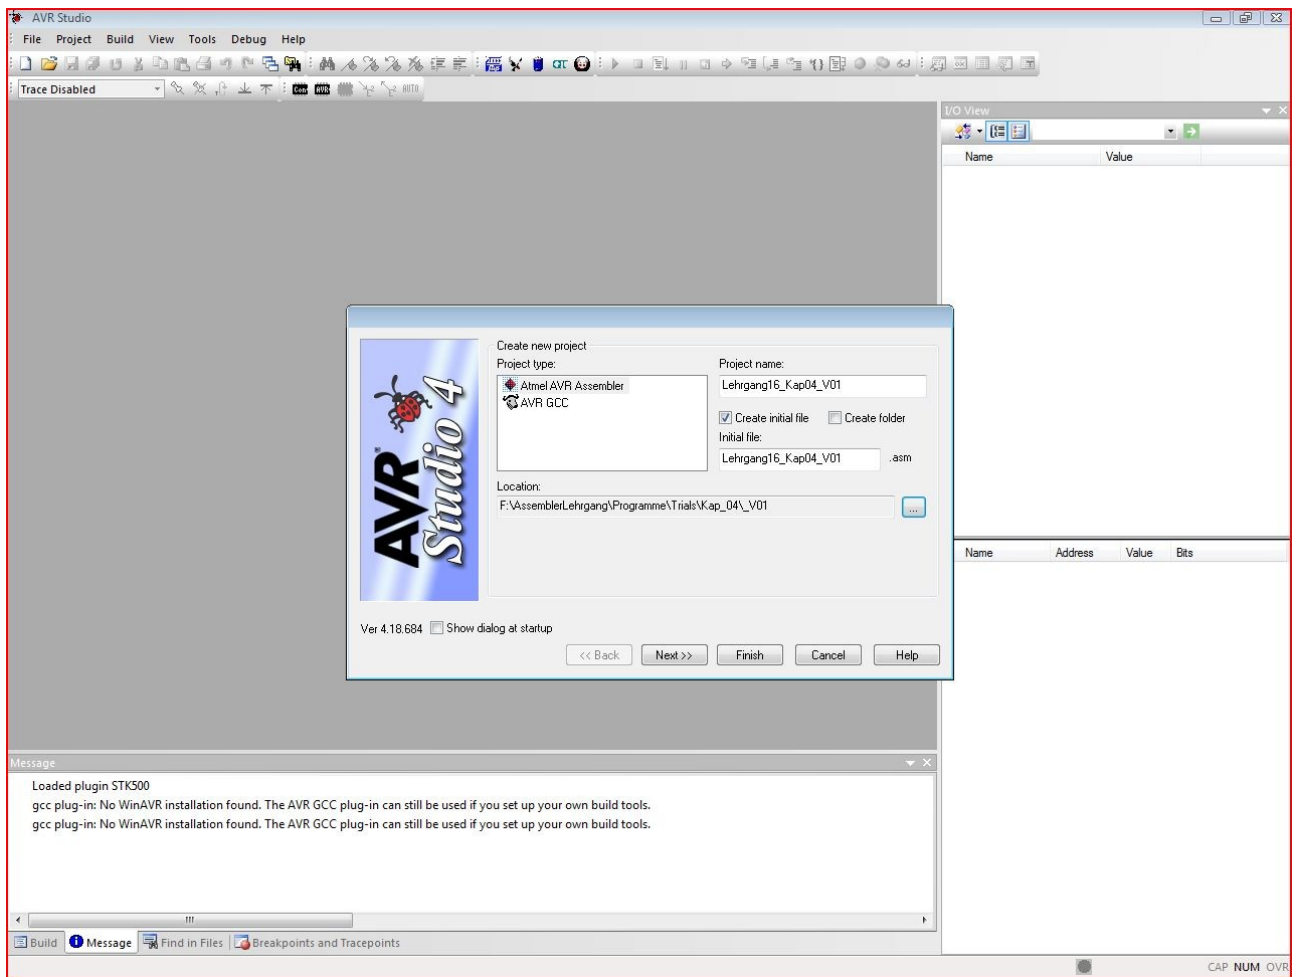 AVR Studio
File Project Build View Tools Debug Help
Trace Disabled
Con AVR AUTO
I/O View
Name Value
Create new project
Project type:
Atmel AVR Assembler
AVR GCC
Project name:
Lehrgang16_Kap04_V01
Create initial file Create folder
Initial file:
Lehrgang16_Kap04_V01 .asm
Location:
F:\AssemblerLehrgang\Programme\Trials\Kap_04\_V01
...
AVR
Studio 4
Ver 4.18.684 Show dialog at startup
<< Back Next >> Finish Cancel Help
Name Address Value Bits
Message
Loaded plugin STK500
gcc plug-in: No WinAVR installation found. The AVR GCC plug-in can still be used if you set up your own build tools.
gcc plug-in: No WinAVR installation found. The AVR GCC plug-in can still be used if you set up your own build tools.
Build Message Find in Files Breakpoints and Tracepoints
CAP NUM OVR